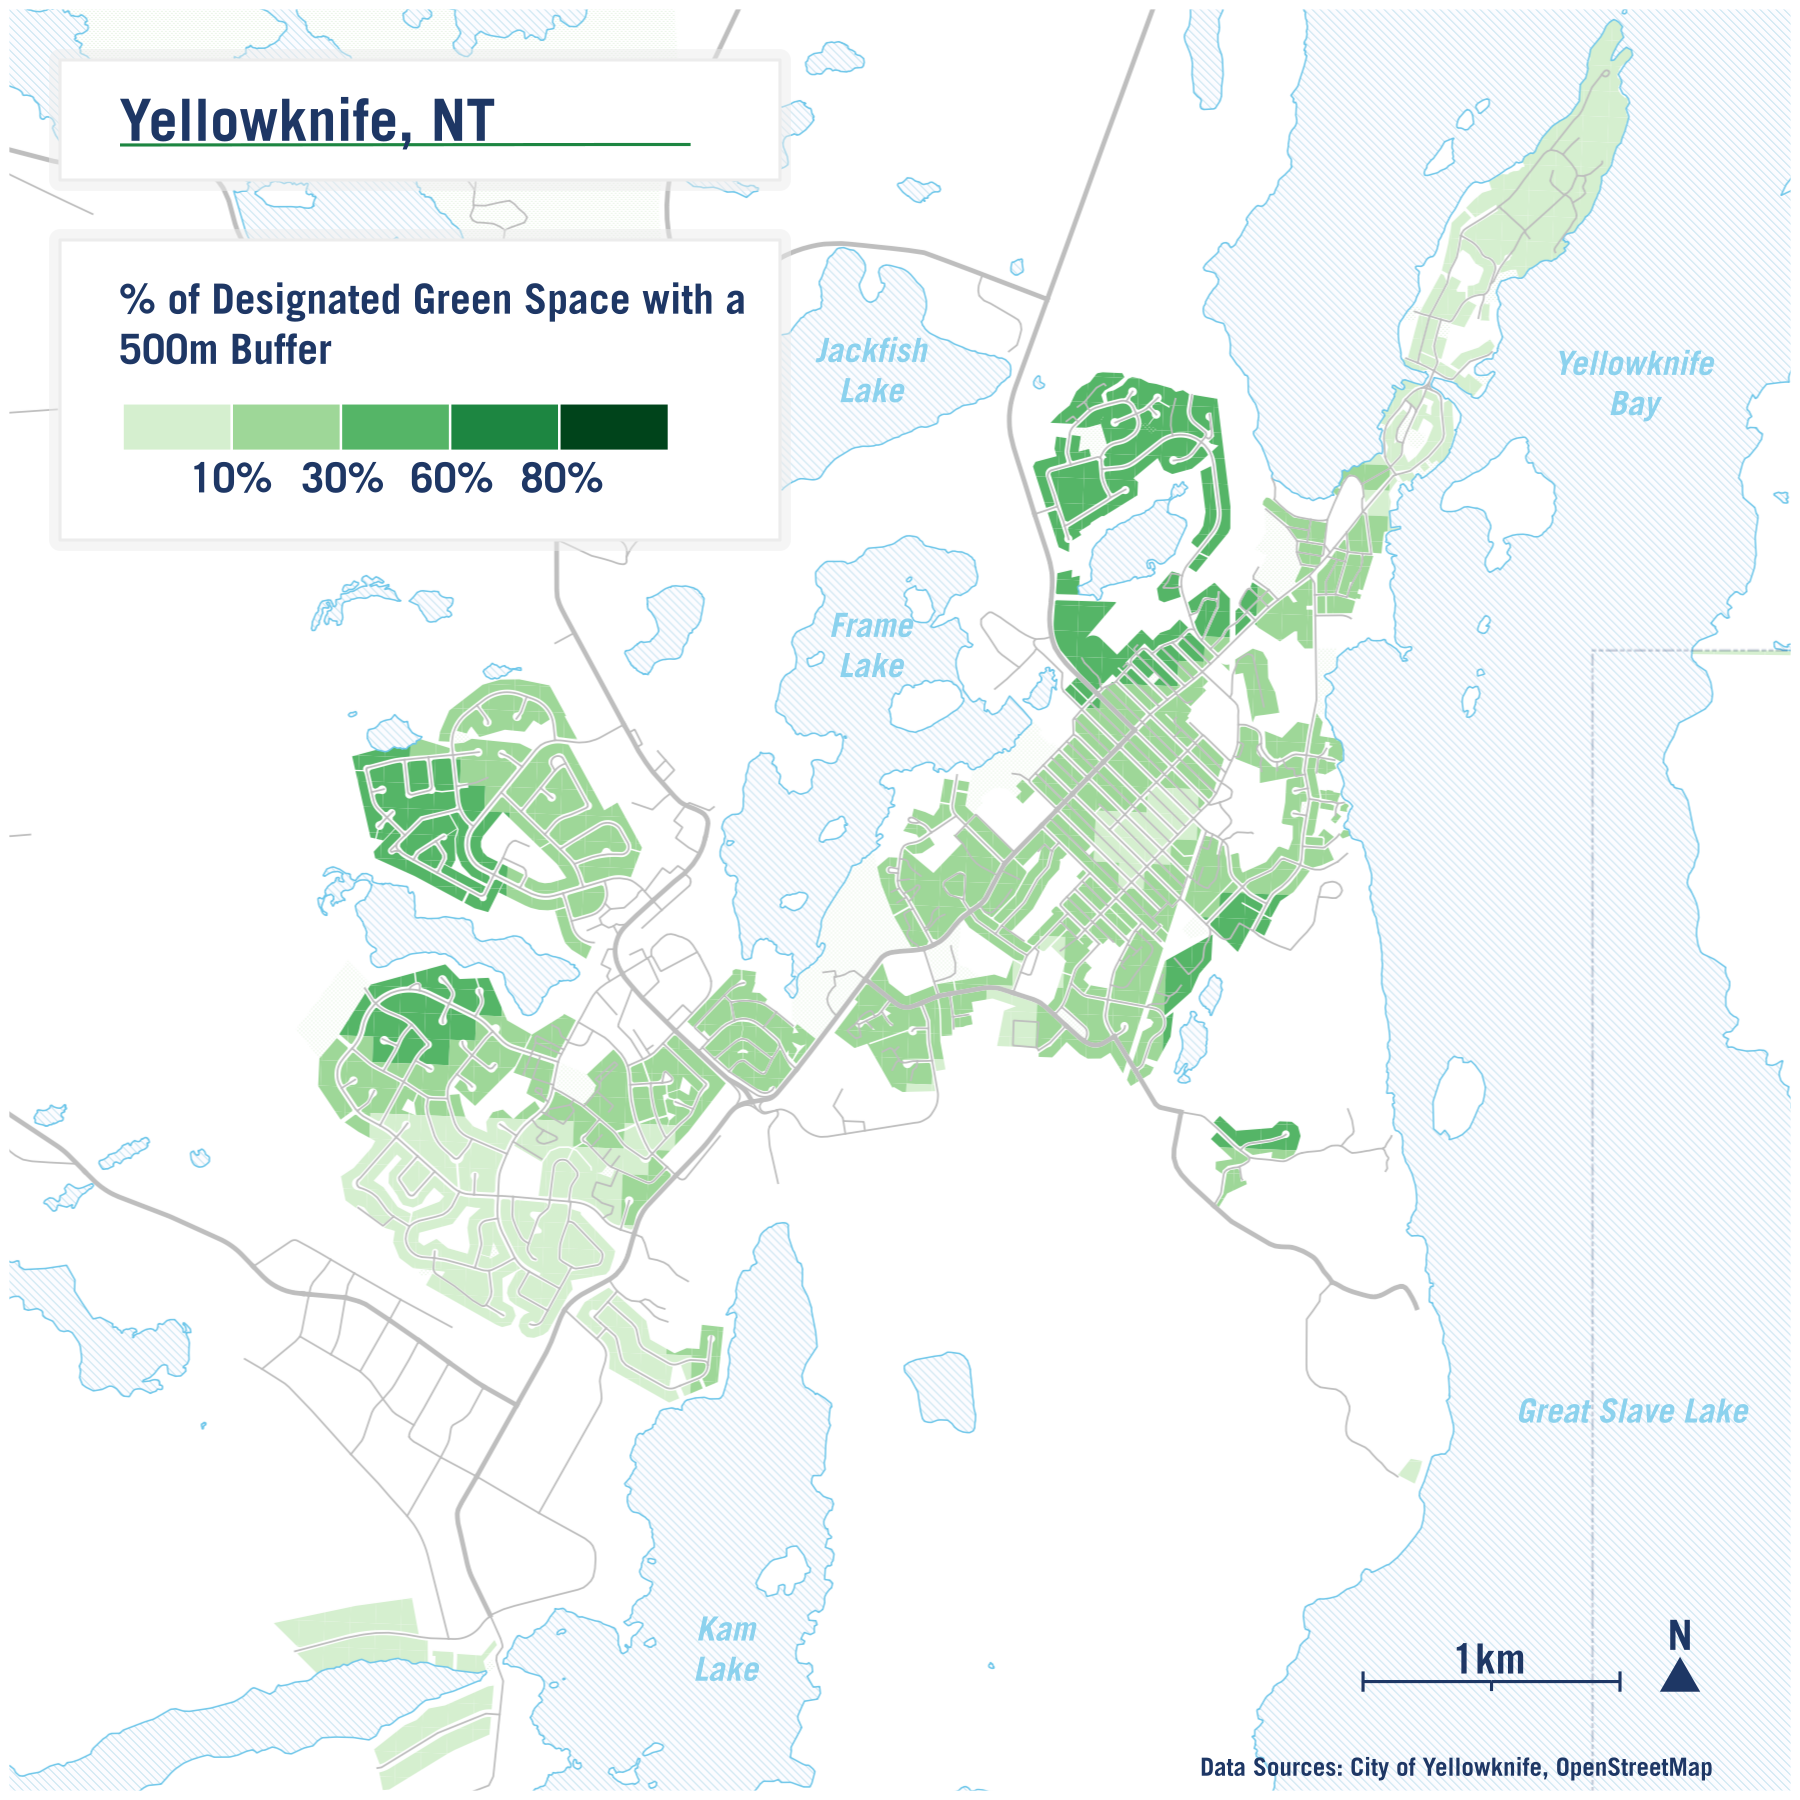 Yellowknife, NT
% of Designated Green Space with a
500m Buffer
10% 30% 60% 80%
Jackfish
Lake
Yellowknife
Bay
Frame
Lake
Great Slave Lake
Kam
Lake
1km
N
Data Sources: City of Yellowknife, OpenStreetMap